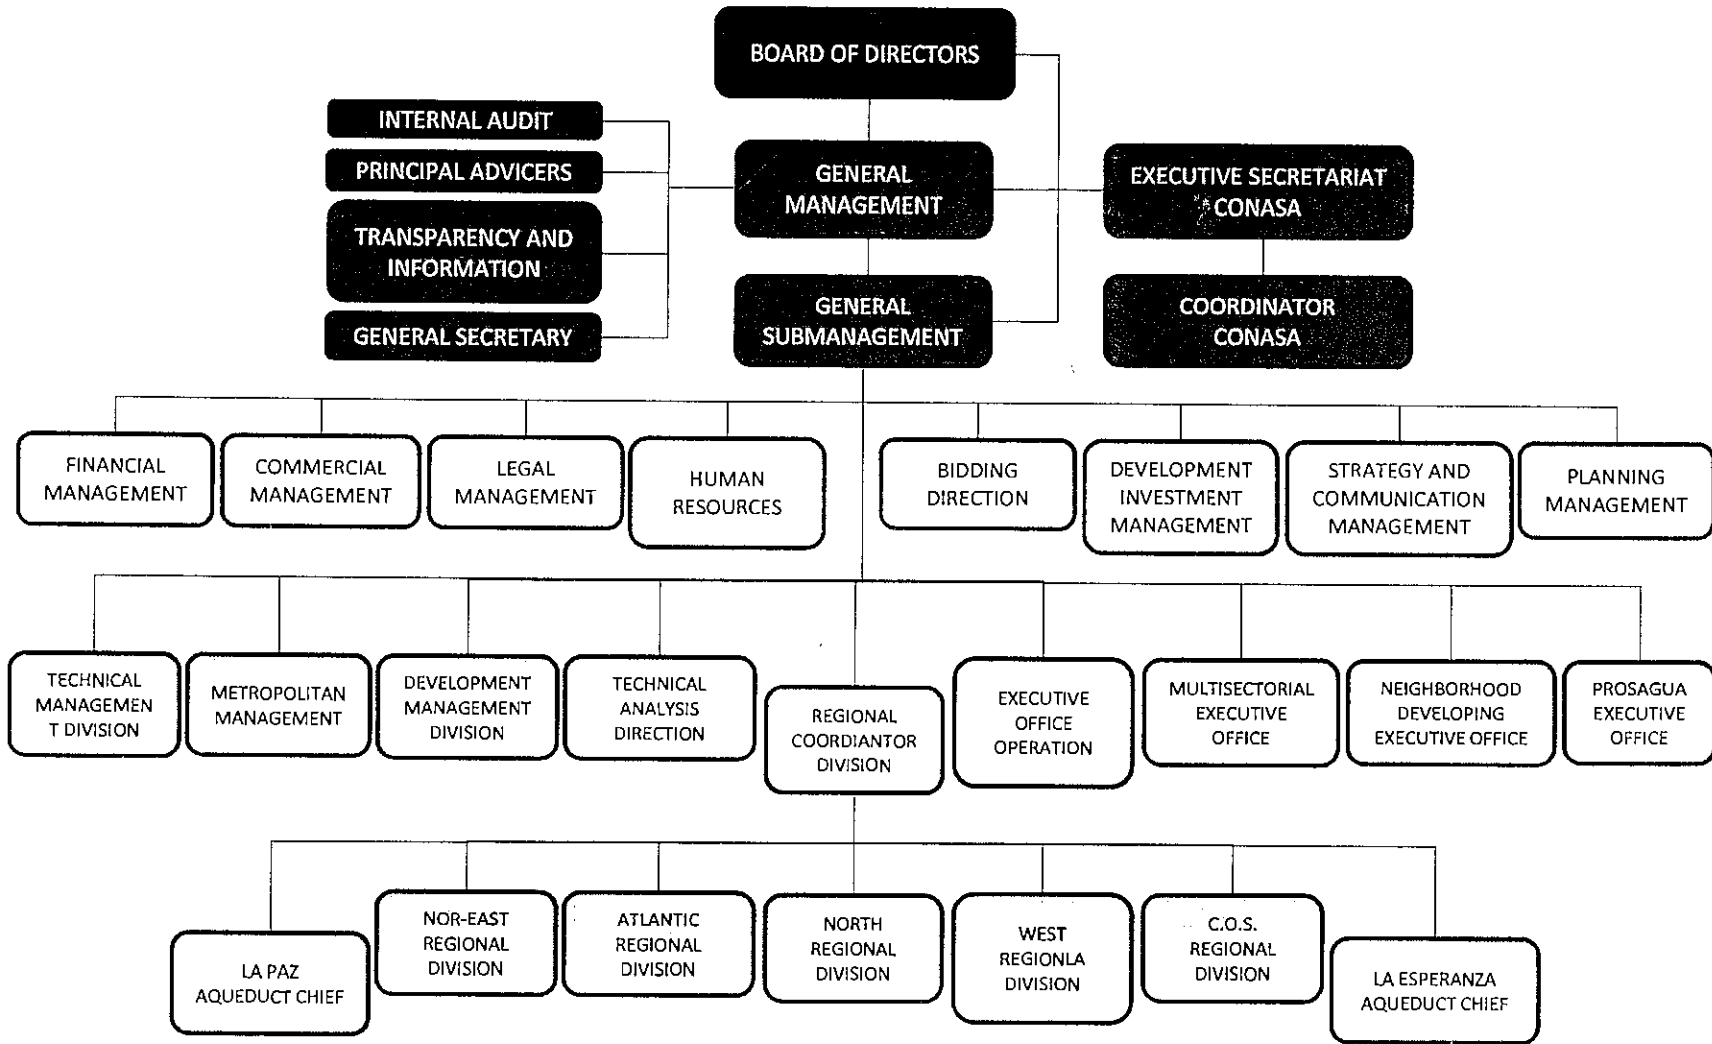 BOARD OF DIRECTORS
INTERNAL AUDIT
PRINCIPAL ADVICERS
TRANSPARENCY AND
INFORMATION
GENERAL SECRETARY
GENERAL
MANAGEMENT
EXECUTIVE SECRETARIAT
CONASA
GENERAL
SUBMANAGEMENT
COORDINATOR
CONASA
FINANCIAL
MANAGEMENT
COMMERCIAL
MANAGEMENT
LEGAL
MANAGEMENT
HUMAN
RESOURCES
BIDDING
DIRECTION
DEVELOPMENT
INVESTMENT
MANAGEMENT
STRATEGY AND
COMMUNICATION
MANAGEMENT
PLANNING
MANAGEMENT
TECHNICAL
MANAGEMEN
T DIVISION
METROPOLITAN
MANAGEMENT
DEVELOPMENT
MANAGEMENT
DIVISION
TECHNICAL
ANALYSIS
DIRECTION
REGIONAL
COORDIANTOR
DIVISION
EXECUTIVE
OFFICE
OPERATION
MULTISECTORIAL
EXECUTIVE
OFFICE
NEIGHBORHOOD
DEVELOPING
EXECUTIVE OFFICE
PROSAGUA
EXECUTIVE
OFFICE
LA PAZ
AQUEDUCT CHIEF
NOR-EAST
REGIONAL
DIVISION
ATLANTIC
REGIONAL
DIVISION
NORTH
REGIONAL
DIVISION
WEST
REGIONLA
DIVISION
C.O.S.
REGIONAL
DIVISION
LA ESPERANZA
AQUEDUCT CHIEF